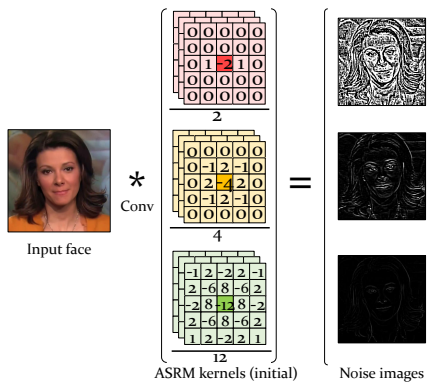 0 0 0 0 0
0 0 0 0 0
0 1 -2 1 0
0 0 0 0 0
0 0 0 0 0
2
0 0 0 0 0
0 -1 2 -1 0
0 2 -4 2 0
0 -1 2 -1 0
0 0 0 0 0
4
-1 2 -2 2 -1
2 -6 8 -6 2
-2 8 -12 8 -2
2 -6 8 -6 2
1 2 -2 2 1
12
*
Conv
=
Input face
ASRM kernels (initial)
Noise images